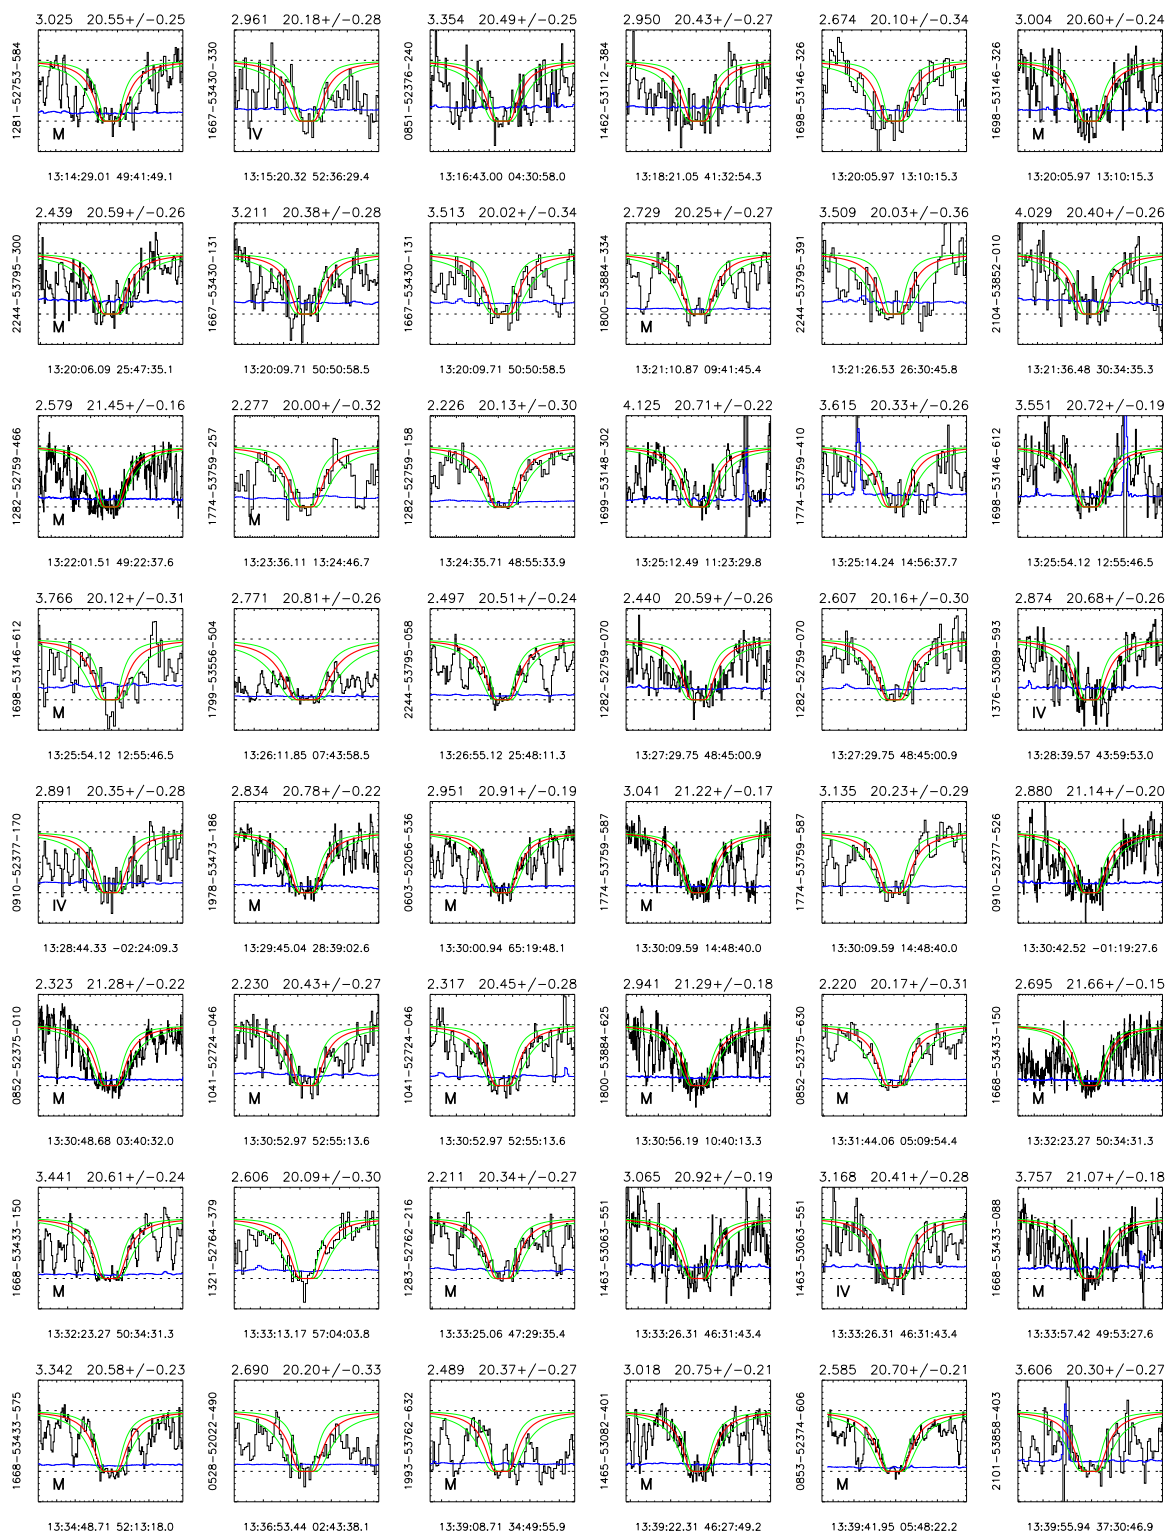 3.025 20.55+/−0.25 2.961 20.18+/−0.28 3.354 20.49+/−0.25 2.950 20.43+/−0.27 2.674 20.10+/−0.34 3.004 20.60+/−0.24
1281−52753−584 1667−53430−330 0851−52376−240 1462−53112−384 1698−53146−326 1698−53146−326
M IV M M M
13:14:29.01 49:41:49.1 13:15:20.32 52:36:29.4 13:16:43.00 04:30:58.0 13:18:21.05 41:32:54.3 13:20:05.97 13:10:15.3 13:20:05.97 13:10:15.3
2.439 20.59+/−0.26 3.211 20.38+/−0.28 3.513 20.02+/−0.34 2.729 20.25+/−0.27 3.509 20.03+/−0.36 4.029 20.40+/−0.26
2244−53795−300 1667−53430−131 1667−53430−131 1800−53884−334 2244−53795−391 2104−53852−010
M M
13:20:06.09 25:47:35.1 13:20:09.71 50:50:58.5 13:20:09.71 50:50:58.5 13:21:10.87 09:41:45.4 13:21:26.53 26:30:45.8 13:21:36.48 30:34:35.3
2.579 21.45+/−0.16 2.277 20.00+/−0.32 2.226 20.13+/−0.30 4.125 20.71+/−0.22 3.615 20.33+/−0.26 3.551 20.72+/−0.19
1282−52759−466 1774−53759−257 1282−52759−158 1699−53148−302 1774−53759−410 1698−53146−612
M M
13:22:01.51 49:22:37.6 13:23:36.11 13:24:46.7 13:24:35.71 48:55:33.9 13:25:12.49 11:23:29.8 13:25:14.24 14:56:37.7 13:25:54.12 12:55:46.5
3.766 20.12+/−0.31 2.771 20.81+/−0.26 2.497 20.51+/−0.24 2.440 20.59+/−0.26 2.607 20.16+/−0.30 2.874 20.68+/−0.26
1698−53146−612 1799−53556−504 2244−53795−058 1282−52759−070 1282−52759−070 1376−53089−593
M IV
13:25:54.12 12:55:46.5 13:26:11.85 07:43:58.5 13:26:55.12 25:48:11.3 13:27:29.75 48:45:00.9 13:27:29.75 48:45:00.9 13:28:39.57 43:59:53.0
2.891 20.35+/−0.28 2.834 20.78+/−0.22 2.951 20.91+/−0.19 3.041 21.22+/−0.17 3.135 20.23+/−0.29 2.880 21.14+/−0.20
0910−52377−170 1978−53473−186 0603−52056−536 1774−53759−587 1774−53759−587 0910−52377−526
IV M M M
13:28:44.33 −02:24:09.3 13:29:45.04 28:39:02.6 13:30:00.94 65:19:48.1 13:30:09.59 14:48:40.0 13:30:09.59 14:48:40.0 13:30:42.52 −01:19:27.6
2.323 21.28+/−0.22 2.230 20.43+/−0.27 2.317 20.45+/−0.28 2.941 21.29+/−0.18 2.220 20.17+/−0.31 2.695 21.66+/−0.15
0852−52375−010 1041−52724−046 1041−52724−046 1800−53884−625 0852−52375−630 1668−53433−150
M M M M M M
13:30:48.68 03:40:32.0 13:30:52.97 52:55:13.6 13:30:52.97 52:55:13.6 13:30:56.19 10:40:13.3 13:31:44.06 05:09:54.4 13:32:23.27 50:34:31.3
3.441 20.61+/−0.24 2.606 20.09+/−0.30 2.211 20.34+/−0.27 3.065 20.92+/−0.19 3.168 20.41+/−0.28 3.757 21.07+/−0.18
1668−53433−150 1321−52764−379 1283−52762−216 1463−53063−551 1463−53063−551 1668−53433−088
M M M IV M
13:32:23.27 50:34:31.3 13:33:13.17 57:04:03.8 13:33:25.06 47:29:35.4 13:33:26.31 46:31:43.4 13:33:26.31 46:31:43.4 13:33:57.42 49:53:27.6
3.342 20.58+/−0.23 2.690 20.20+/−0.33 2.489 20.37+/−0.27 3.018 20.75+/−0.21 2.585 20.70+/−0.21 3.606 20.30+/−0.27
1668−53433−575 0528−52022−490 1993−53762−632 1465−53082−401 0853−52374−606 2101−53858−403
M M M M
13:34:48.71 52:13:18.0 13:36:53.44 02:43:38.1 13:39:08.71 34:49:55.9 13:39:22.31 46:27:49.2 13:39:41.95 05:48:22.2 13:39:55.94 37:30:46.9